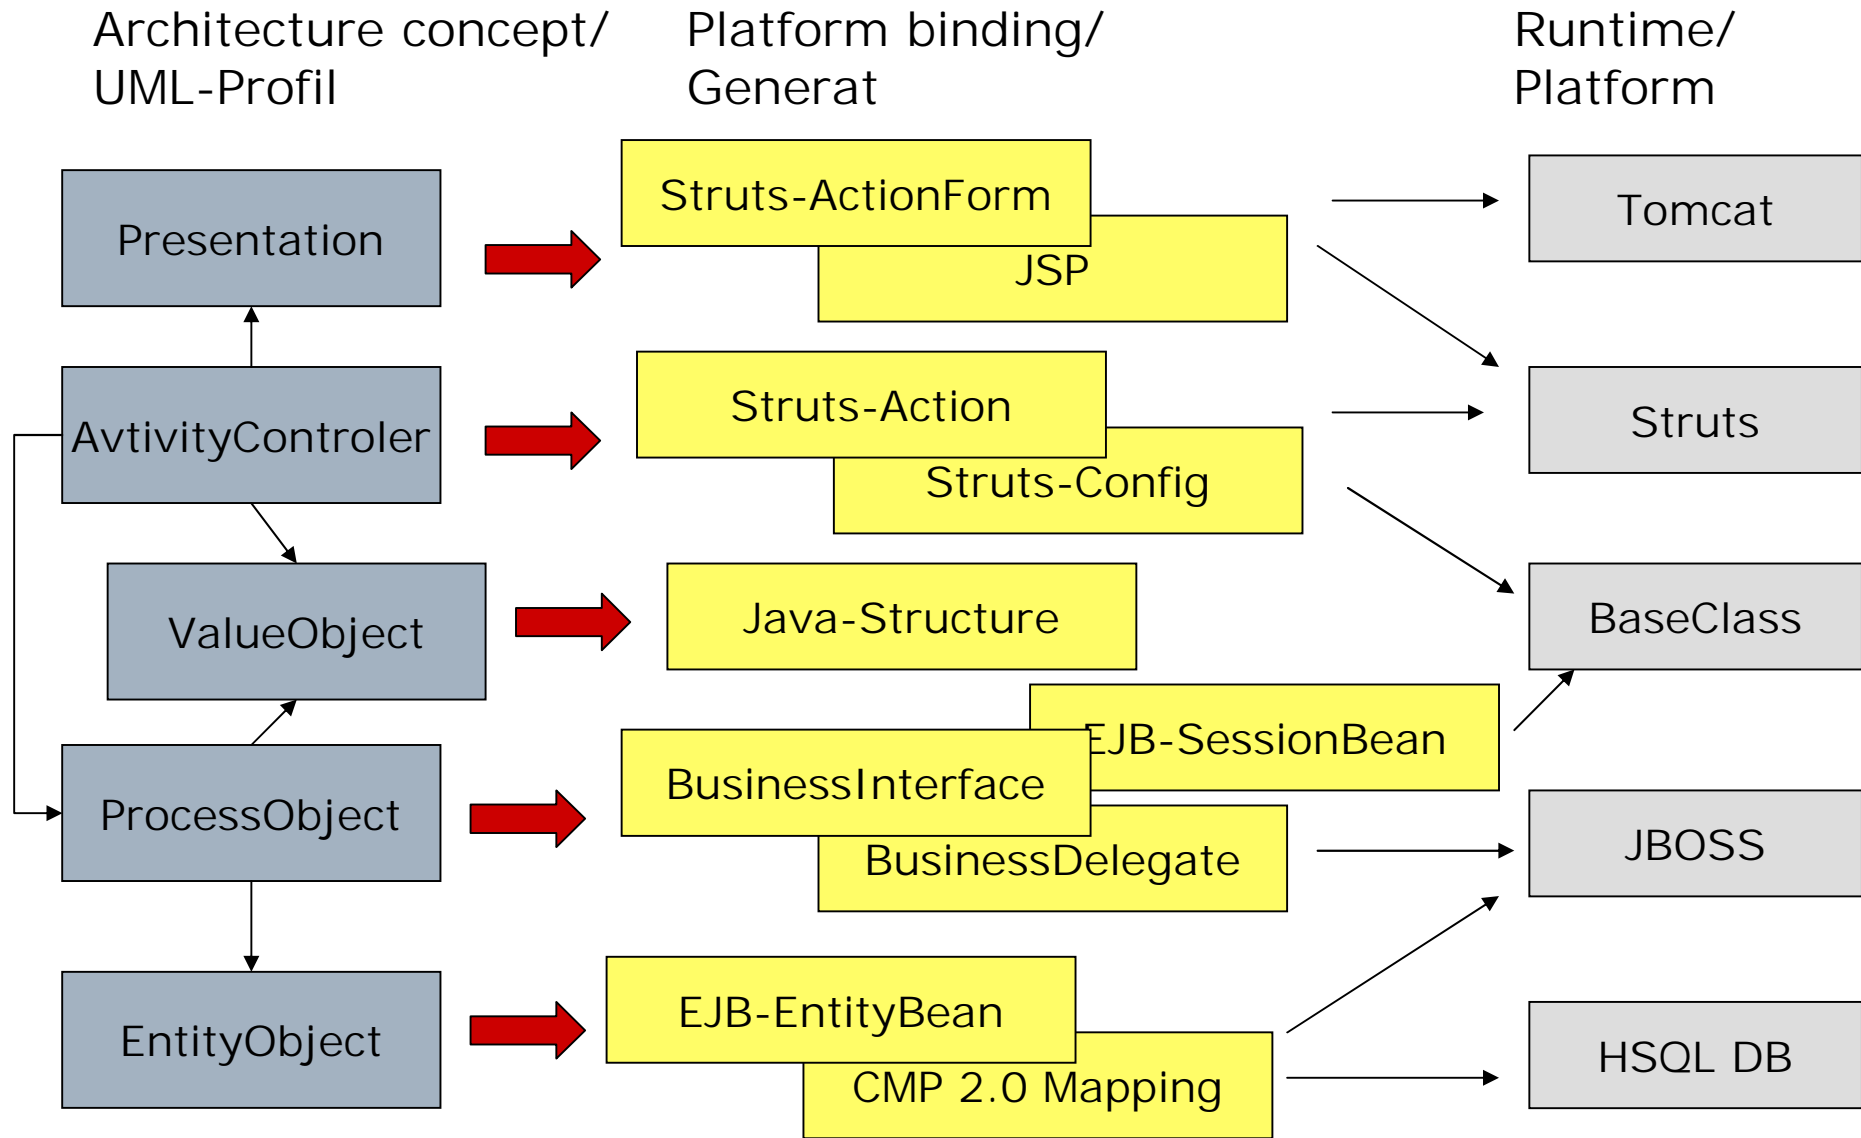 Architecture concept/
UML-Profil
Platform binding/
Generat
Runtime/
Platform
Presentation
Struts-ActionForm
JSP
Tomcat
AvtivityControler
Struts-Action
Struts-Config
Struts
ValueObject
Java-Structure
BaseClass
EJB-SessionBean
ProcessObject
BusinessInterface
BusinessDelegate
JBOSS
EntityObject
EJB-EntityBean
CMP 2.0 Mapping
HSQL DB